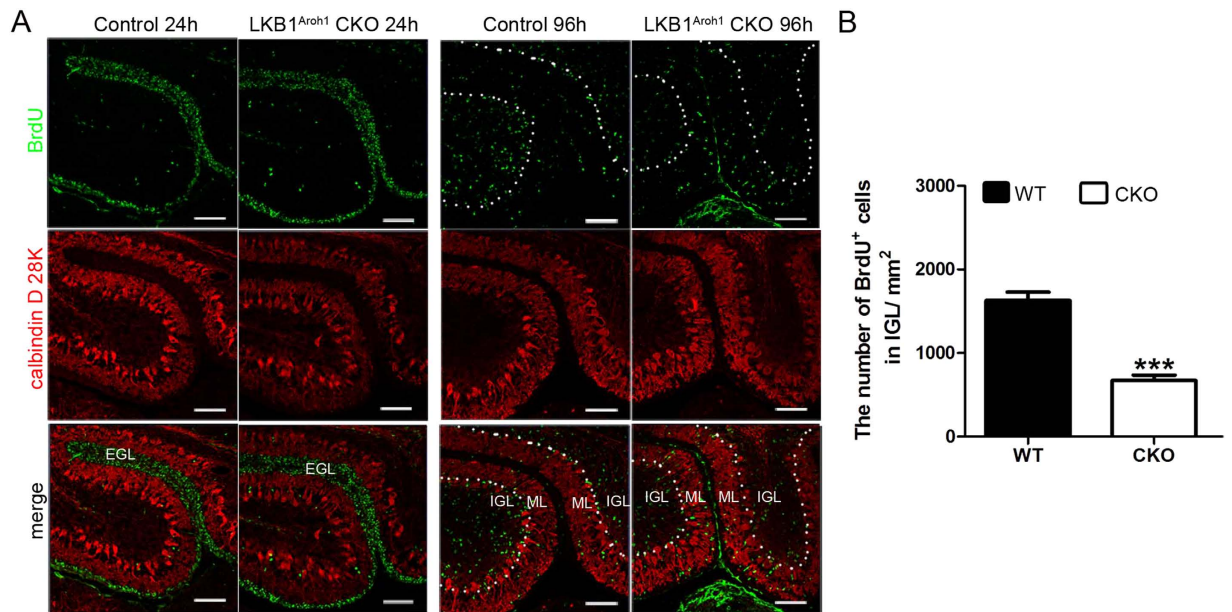 A
B
Control 24h
LKB1Aroh1 CKO 24h
Control 96h
LKB1Aroh1 CKO 96h
BrdU
calbindin D 28K
merge
EGL
EGL
IGL
ML
ML
IGL
IGL
ML
ML
IGL
WT
CKO
The number of BrdU+ cells
in IGL/ mm2
3000
2000
1000
0
***
WT
CKO